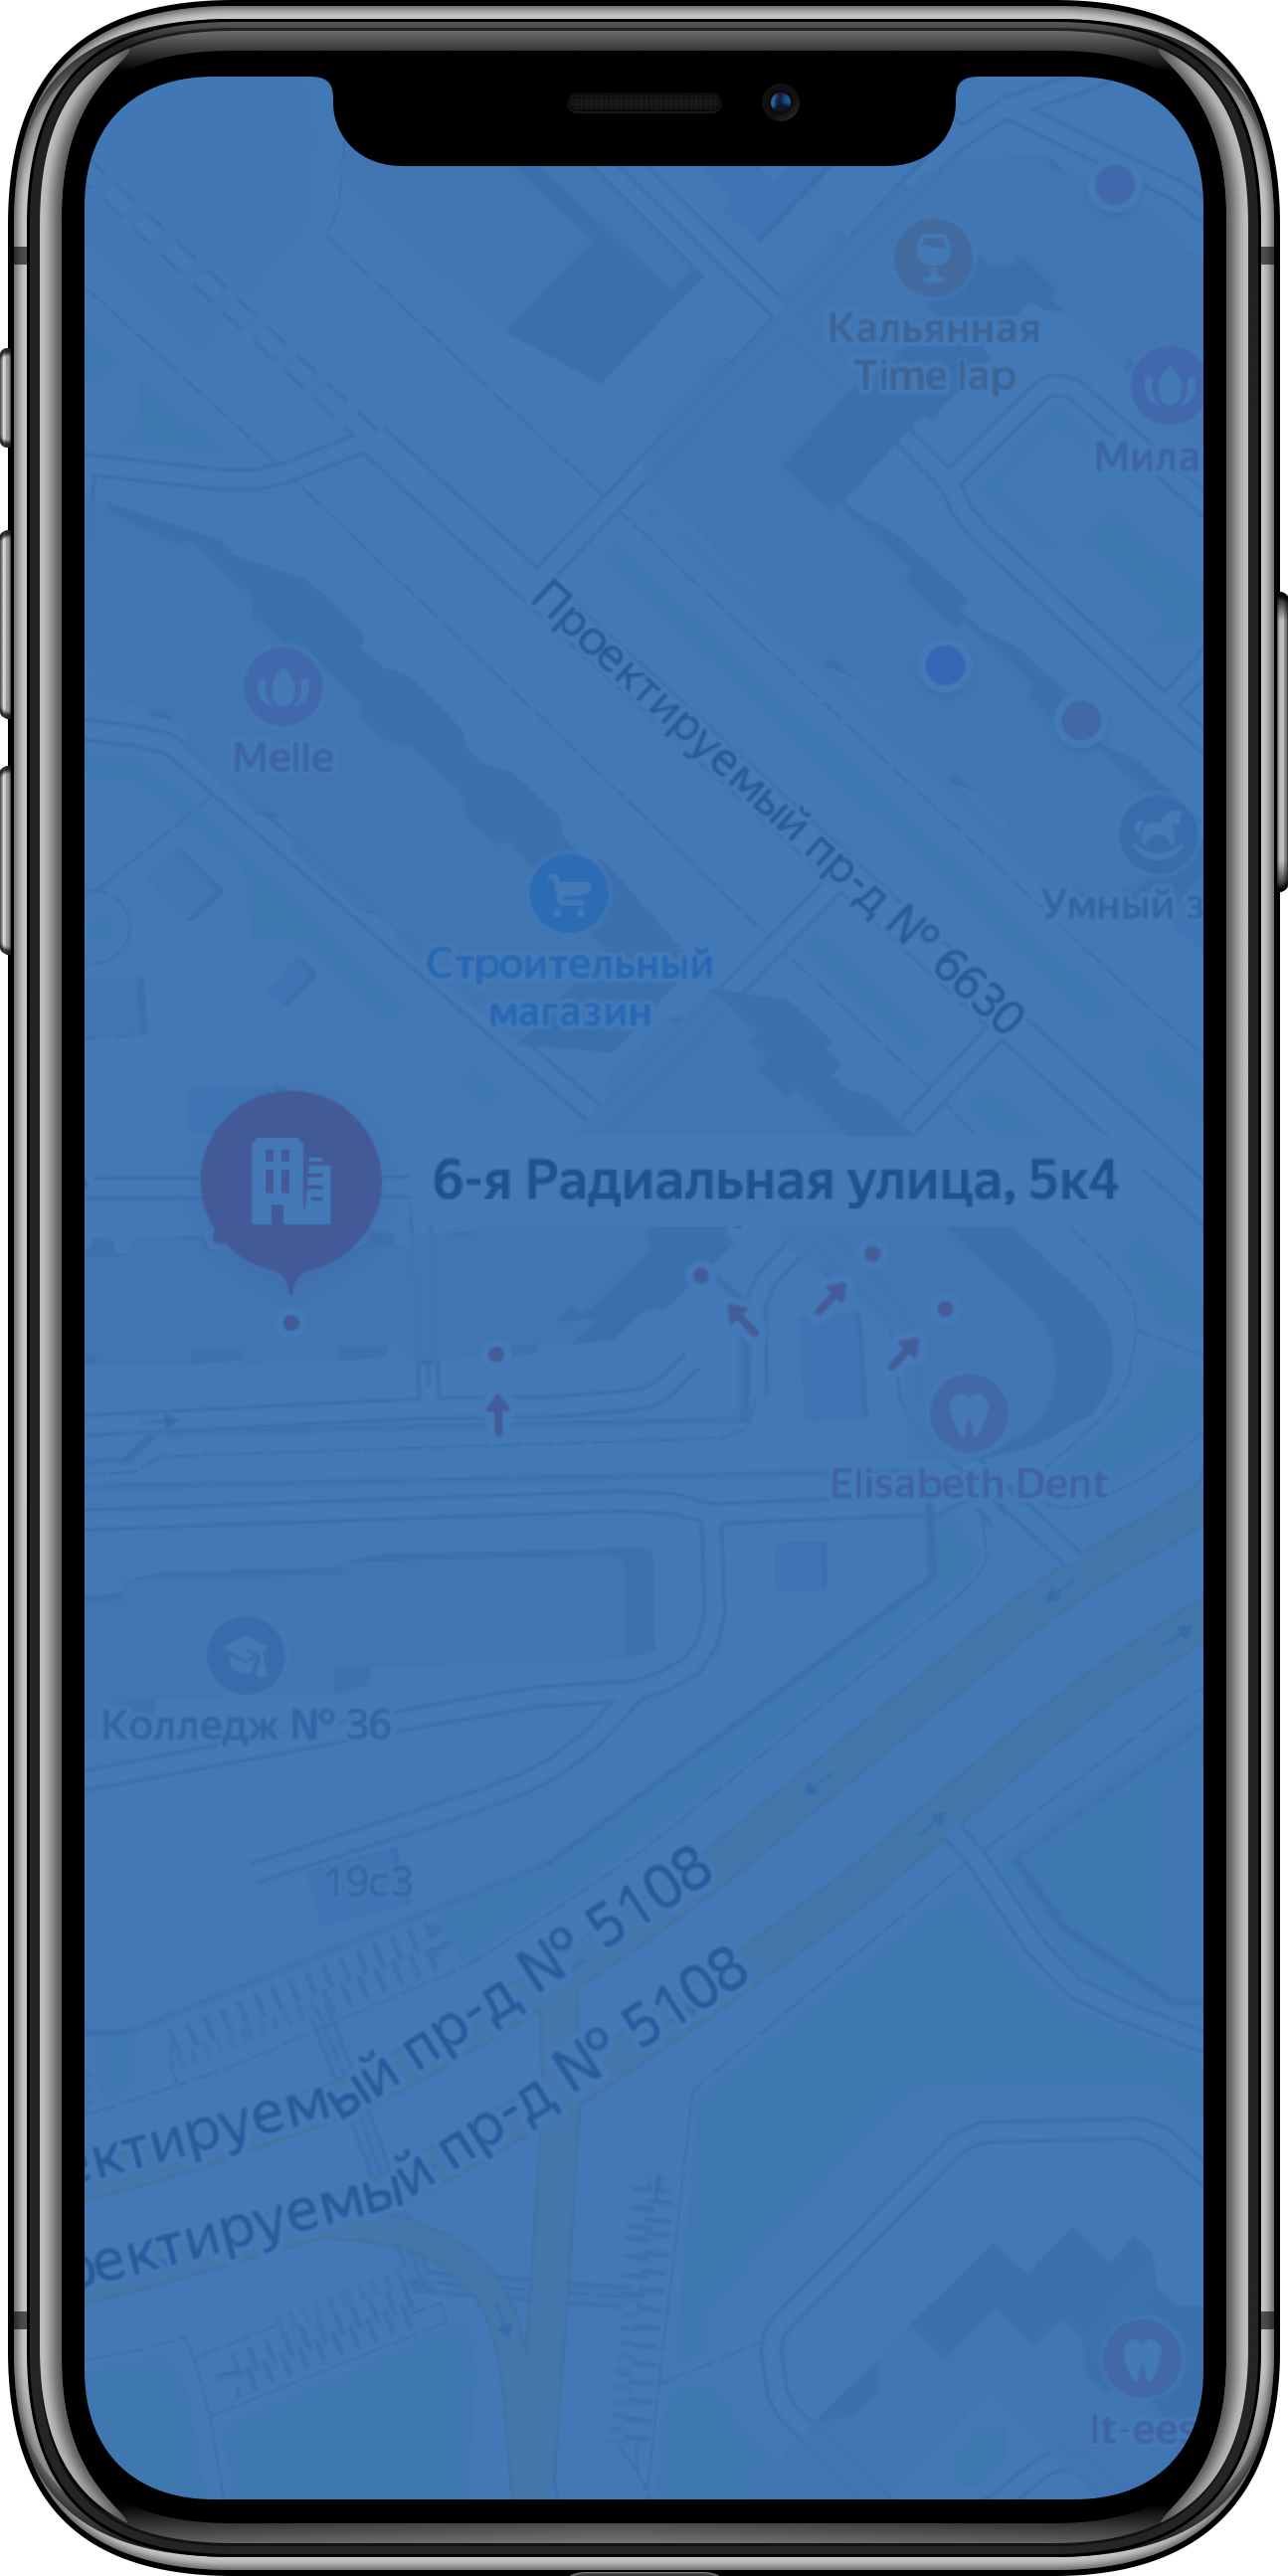 Кальянная
Time lap
Мила
Проектируемый пр-д № 6630
Melle
Умный з
Строительный
магазин
6-я Радиальная улица, 5к4
Elisabeth Dent
Колледж № 36
19с3
ектируемый пр-д № 5108
ректируемый пр-д № 5108
It-ees